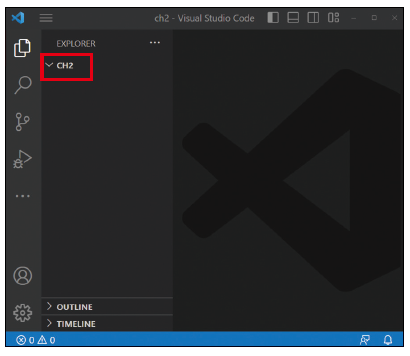 ch2 - Visual Studio Code
EXPLORER
CH2
OUTLINE
TIMELINE
0 0